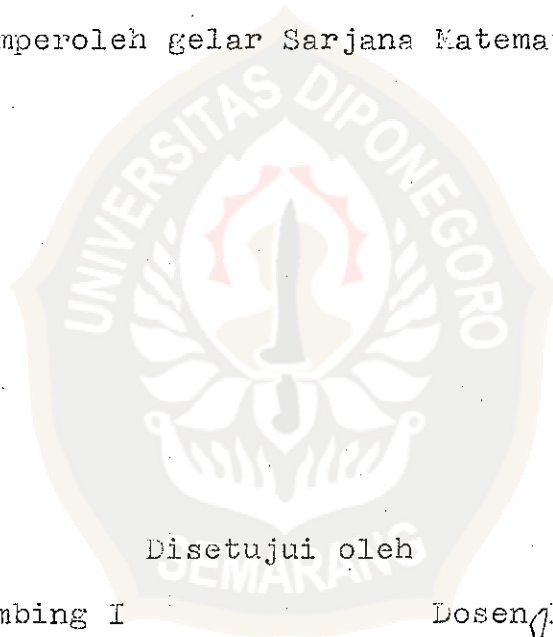 mperoleh gelar Sarjana Matema
UNIVERSITAS DIPONEGORO
SEMARANG
Disetujui oleh
mbing I Dosen